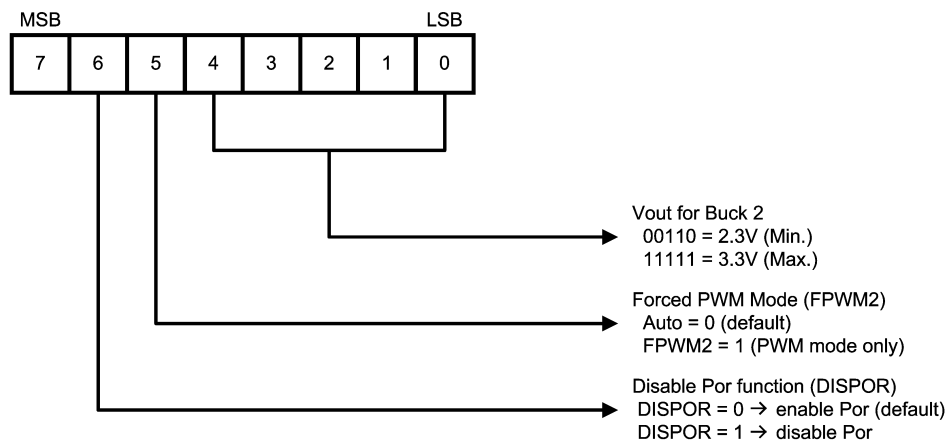 MSB LSB
7 6 5 4 3 2 1 0
Vout for Buck 2
00110 = 2.3V (Min.)
11111 = 3.3V (Max.)
Forced PWM Mode (FPWM2)
Auto = 0 (default)
FPWM2 = 1 (PWM mode only)
Disable Por function (DISPOR)
DISPOR = 0 → enable Por (default)
DISPOR = 1 → disable Por